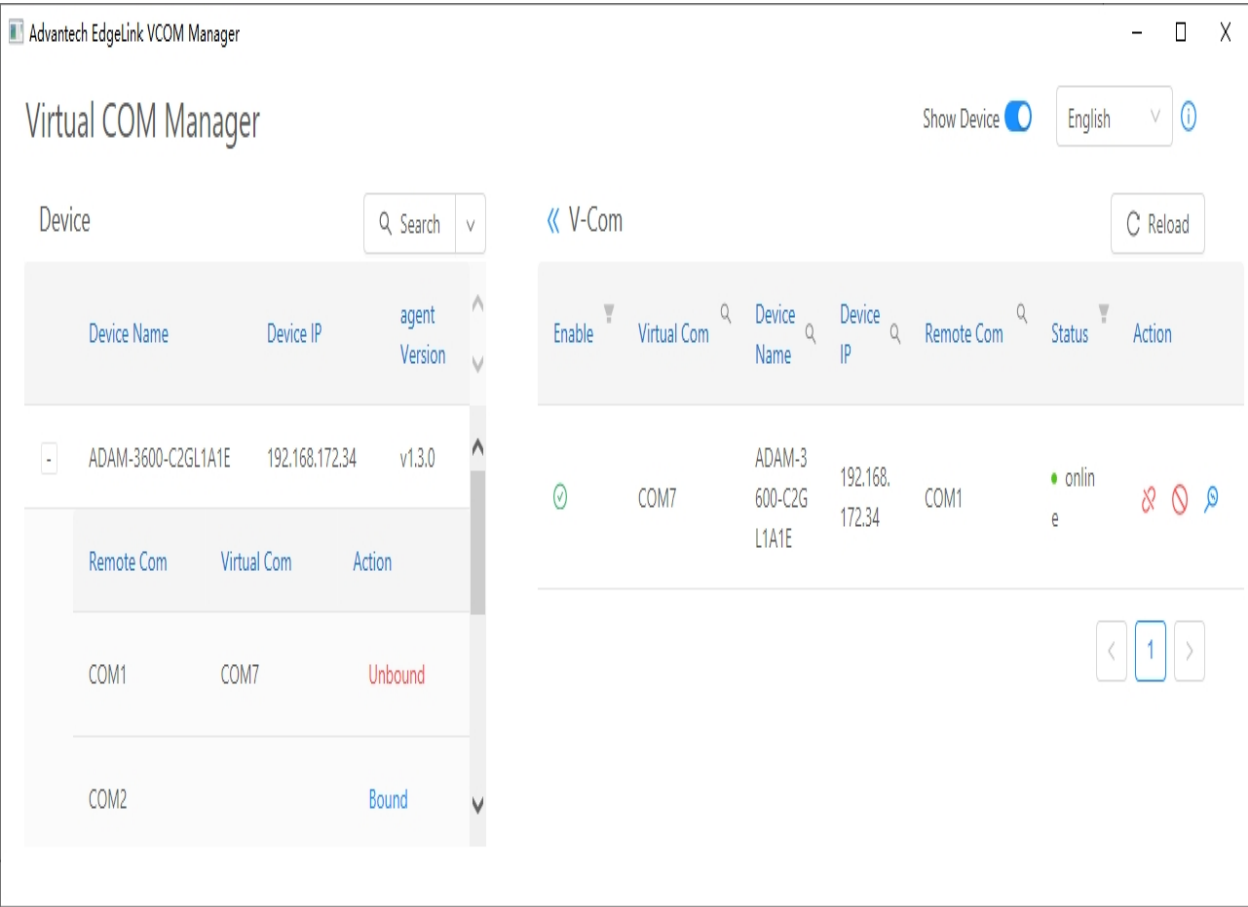 Advantech EdgeLink VCOM Manager
Virtual COM Manager
Show Device
English
Device
Search
V-Com
Reload
Device Name
Device IP
agent
Version
ADAM-3600-C2GL1A1E
192.168.172.34
v1.3.0
Remote Com
Virtual Com
Action
COM1
COM7
Unbound
COM2
Bound
Enable
Virtual Com
Device
Name
Device
IP
Remote Com
Status
Action
COM7
ADAM-3
600-C2G
L1A1E
192.168.
172.34
COM1
onlin
e
1